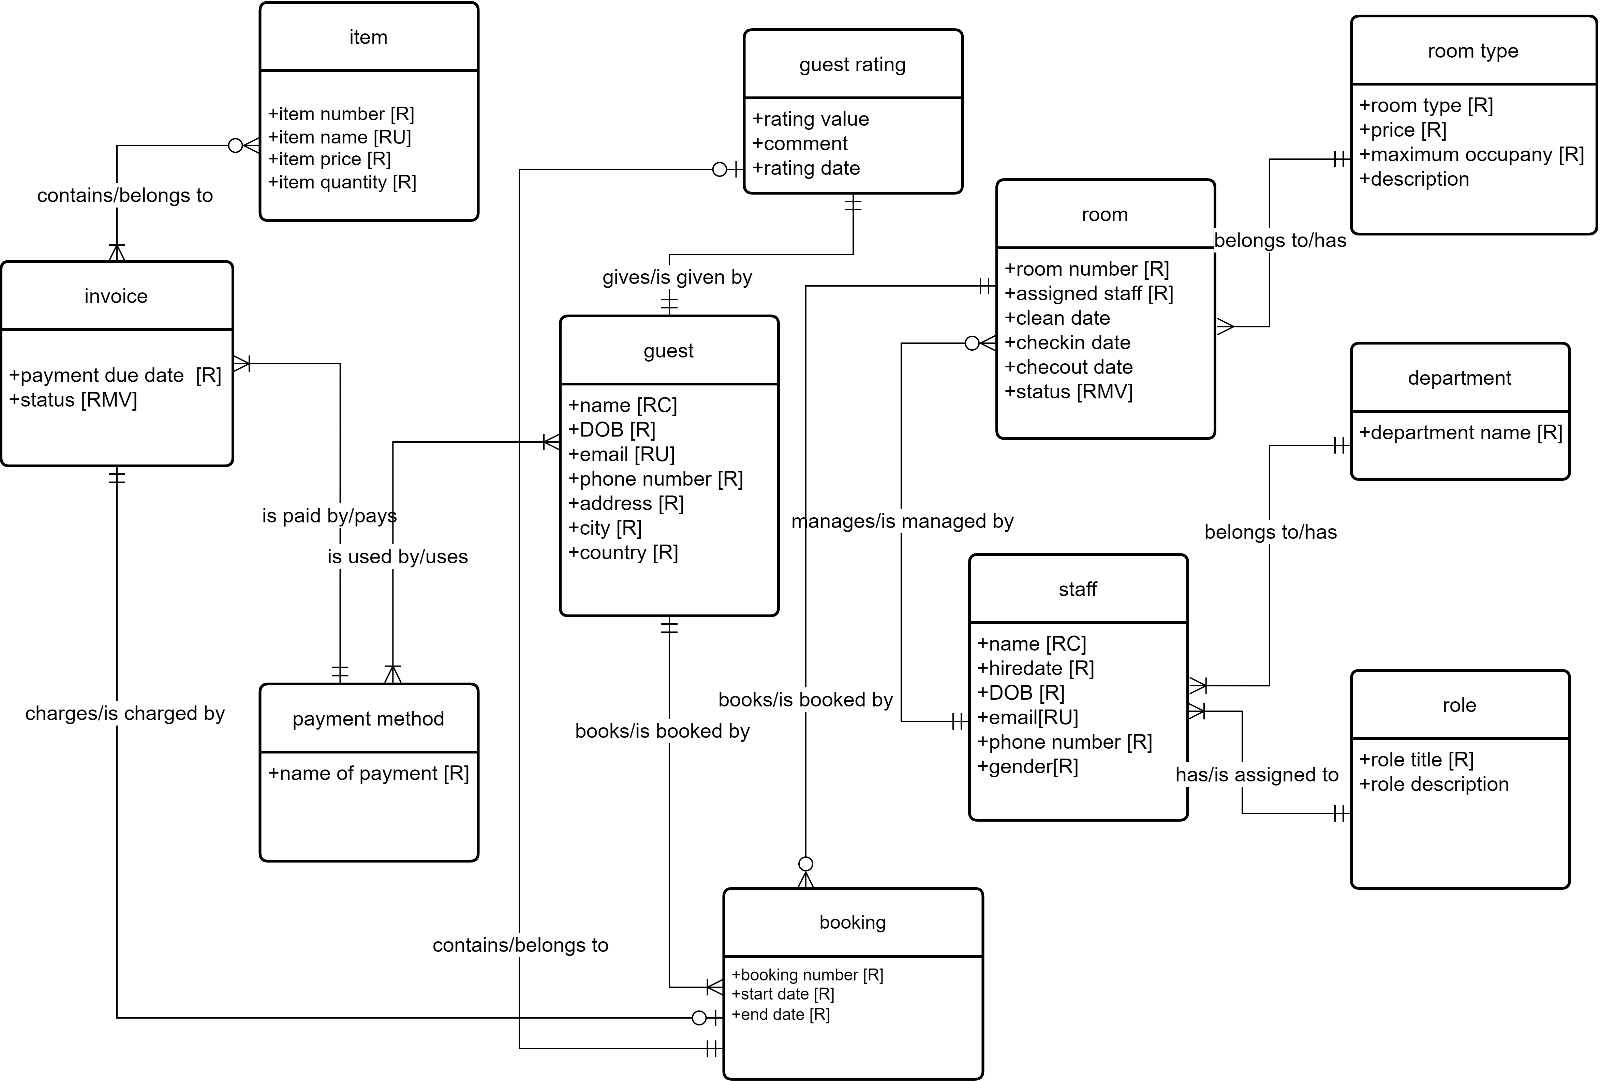 item
+item number [R]
+item name [RU]
+item price [R]
+item quantity [R]
guest rating
+rating value
+comment
+rating date
room type
+room type [R]
+price [R]
+maximum occupany [R]
+description
contains/belongs to
room
+room number [R]
+assigned staff [R]
+clean date
+checkin date
+checout date
+status [RMV]
belongs to/has
invoice
+payment due date  [R]
+status [RMV]
gives/is given by
guest
+name [RC]
+DOB [R]
+email [RU]
+phone number [R]
+address [R]
+city [R]
+country [R]
department
+department name [R]
is paid by/pays
is used by/uses
manages/is managed by
belongs to/has
staff
+name [RC]
+hiredate [R]
+DOB [R]
+email[RU]
+phone number [R]
+gender[R]
role
+role title [R]
+role description
has/is assigned to
charges/is charged by
payment method
+name of payment [R]
books/is booked by
books/is booked by
contains/belongs to
booking
+booking number [R]
+start date [R]
+end date [R]